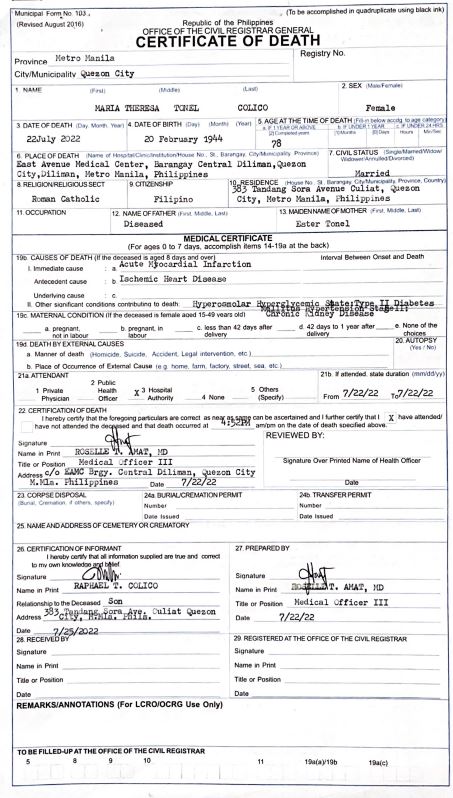 Municipal Form No. 103
(To be accomplished in quadruplicate using black ink)
(Revised August 2016)
Republic of the Philippines
OFFICE OF THE CIVIL REGISTRAR GENERAL
CERTIFICATE OF DEATH
Province Metro Manila
Registry No.
City/Municipality Quezon City
1. NAME (First) (Middle) (Last)
2. SEX (Male/Female)
MARIA THERESA TONEL COLICO
Female
3. DATE OF DEATH (Day, Month, Year)
4. DATE OF BIRTH (Day) (Month) (Year)
5. AGE AT THE TIME OF DEATH (Fill-in below accdg. to age category)
a. IF 1 YEAR OR ABOVE b. IF UNDER 1 YEAR c. IF UNDER 24 HRS
[2] Completed years [1] Months [0] Days Hours Min/Sec
22July 2022
20 February 1944
78
6. PLACE OF DEATH (Name of Hospital/Clinic/Institution/House No., St., Barangay, City/Municipality, Province)
7. CIVIL STATUS (Single/Married/Widow/Widower/Annulled/Divorced)
East Avenue Medical Center, Barangay Central Diliman,Quezon
City,Diliman, Metro Manila, Philippines
Married
8. RELIGION/RELIGIOUS SECT
9. CITIZENSHIP
10. RESIDENCE (House No., St., Barangay, City/Municipality, Province, Country)
Roman Catholic
Filipino
383 Tandang Sora Avenue Culiat, Quezon
City, Metro Manila, Philippines
11. OCCUPATION
12. NAME OF FATHER (First, Middle, Last)
13. MAIDEN NAME OF MOTHER (First, Middle, Last)
Diseased
Ester Tonel
MEDICAL CERTIFICATE
(For ages 0 to 7 days, accomplish items 14-19a at the back)
19b. CAUSES OF DEATH (If the deceased is aged 8 days and over)
Interval Between Onset and Death
I. Immediate cause : a. Acute Myocardial Infarction
Antecedent cause : b. Ischemic Heart Disease
Underlying cause : c.
II. Other significant conditions contributing to death: Hyperosmolar Hyperglycemic State;Type II Diabetes
Mellitus Hypertension StageII;
Chronic Kidney Disease
19c. MATERNAL CONDITION (If the deceased is female aged 15-49 years old)
a. pregnant, not in labour
b. pregnant, in labour
c. less than 42 days after delivery
d. 42 days to 1 year after delivery
e. None of the choices
19d. DEATH BY EXTERNAL CAUSES
20. AUTOPSY (Yes / No)
a. Manner of death (Homicide, Suicide, Accident, Legal intervention, etc.)
b. Place of Occurrence of External Cause (e.g. home, farm, factory, street, sea, etc.)
21a. ATTENDANT
21b. If attended, state duration (mm/dd/yy)
1 Private Physician
2 Public Health Officer
X 3 Hospital Authority
4 None
5 Others (Specify)
From 7/22/22 To 7/22/22
22. CERTIFICATION OF DEATH
I hereby certify that the foregoing particulars are correct as near as same can be ascertained and I further certify that I X have attended/
have not attended the deceased and that death occurred at 4:52PM am/pm on the date of death specified above.
Signature
REVIEWED BY:
Name in Print ROSELLE T. AMAT, MD
Title or Position Medical Officer III
Signature Over Printed Name of Health Officer
Address c/o EAMC Brgy. Central Diliman, Quezon City
M.Mla. Philippines Date 7/22/22
Date
23. CORPSE DISPOSAL
(Burial, Cremation, if others, specify)
24a. BURIAL/CREMATION PERMIT
Number
Date Issued
24b. TRANSFER PERMIT
Number
Date Issued
25. NAME AND ADDRESS OF CEMETERY OR CREMATORY
26. CERTIFICATION OF INFORMANT
I hereby certify that all information supplied are true and correct
to my own knowledge and belief.
Signature
Name in Print RAPHAEL T. COLICO
Relationship to the Deceased Son
Address 383 Tandang Sora Ave. Culiat Quezon
City, M.Mla. Phils.
Date 7/25/2022
27. PREPARED BY
Signature
Name in Print ROSELLE T. AMAT, MD
Title or Position Medical Officer III
Date 7/22/22
28. RECEIVED BY
Signature
Name in Print
Title or Position
Date
29. REGISTERED AT THE OFFICE OF THE CIVIL REGISTRAR
Signature
Name in Print
Title or Position
Date
REMARKS/ANNOTATIONS (For LCRO/OCRG Use Only)
TO BE FILLED-UP AT THE OFFICE OF THE CIVIL REGISTRAR
5 8 9 10 11 19a(a)/19b 19a(c)